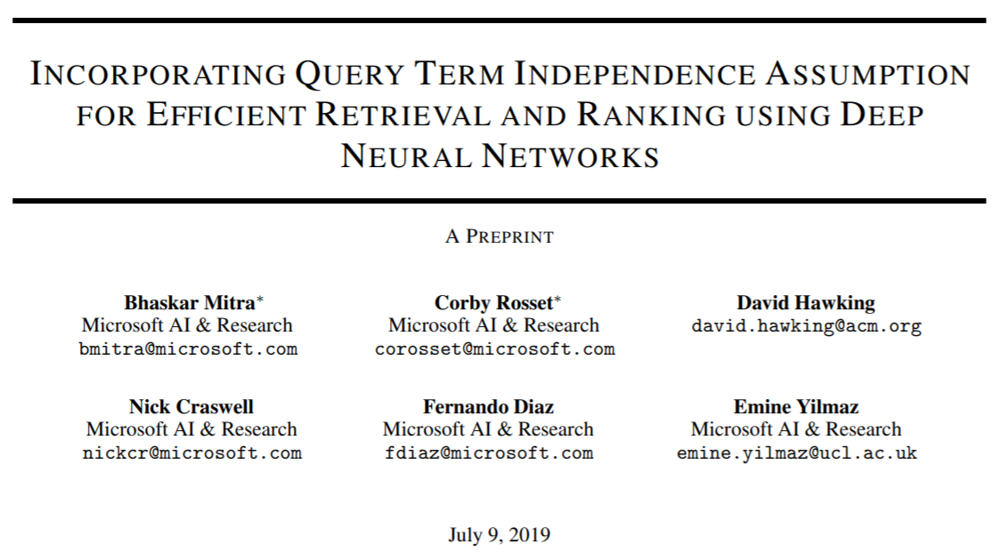 INCORPORATING QUERY TERM INDEPENDENCE ASSUMPTION
FOR EFFICIENT RETRIEVAL AND RANKING USING DEEP
NEURAL NETWORKS
A PREPRINT
Bhaskar Mitra* Corby Rosset* David Hawking
Microsoft AI & Research Microsoft AI & Research david.hawking@acm.org
bmitra@microsoft.com corosset@microsoft.com
Nick Craswell Fernando Diaz Emine Yilmaz
Microsoft AI & Research Microsoft AI & Research Microsoft AI & Research
nickcr@microsoft.com fdiaz@microsoft.com emine.yilmaz@ucl.ac.uk
July 9, 2019